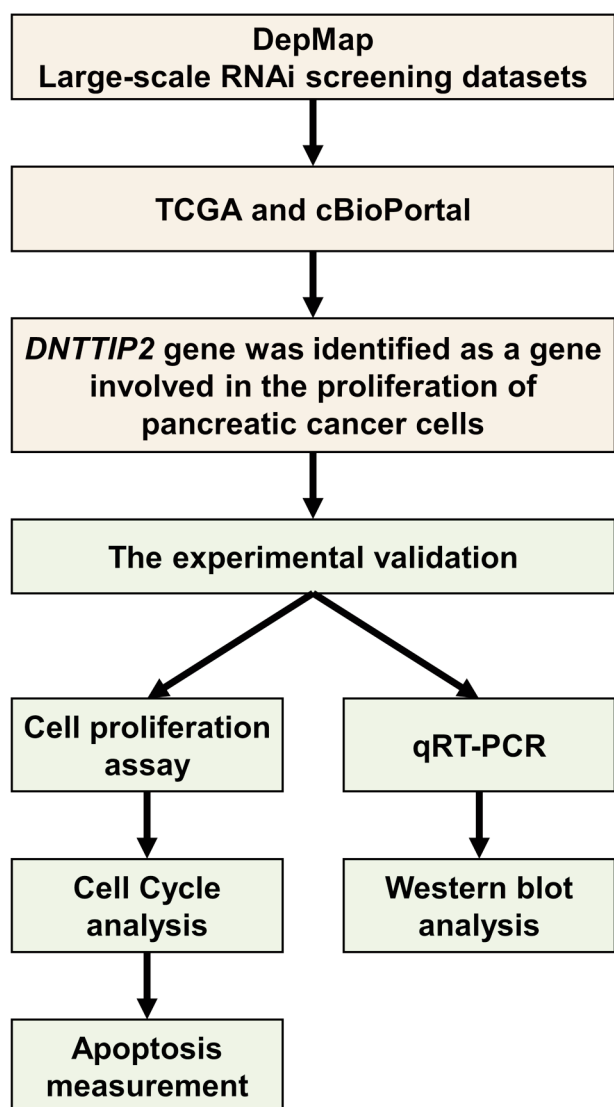 DepMap
Large-scale RNAi screening datasets
TCGA and cBioPortal
DNTTIP2 gene was identified as a gene
involved in the proliferation of
pancreatic cancer cells
The experimental validation
Cell proliferation
assay
qRT-PCR
Cell Cycle
analysis
Western blot
analysis
Apoptosis
measurement